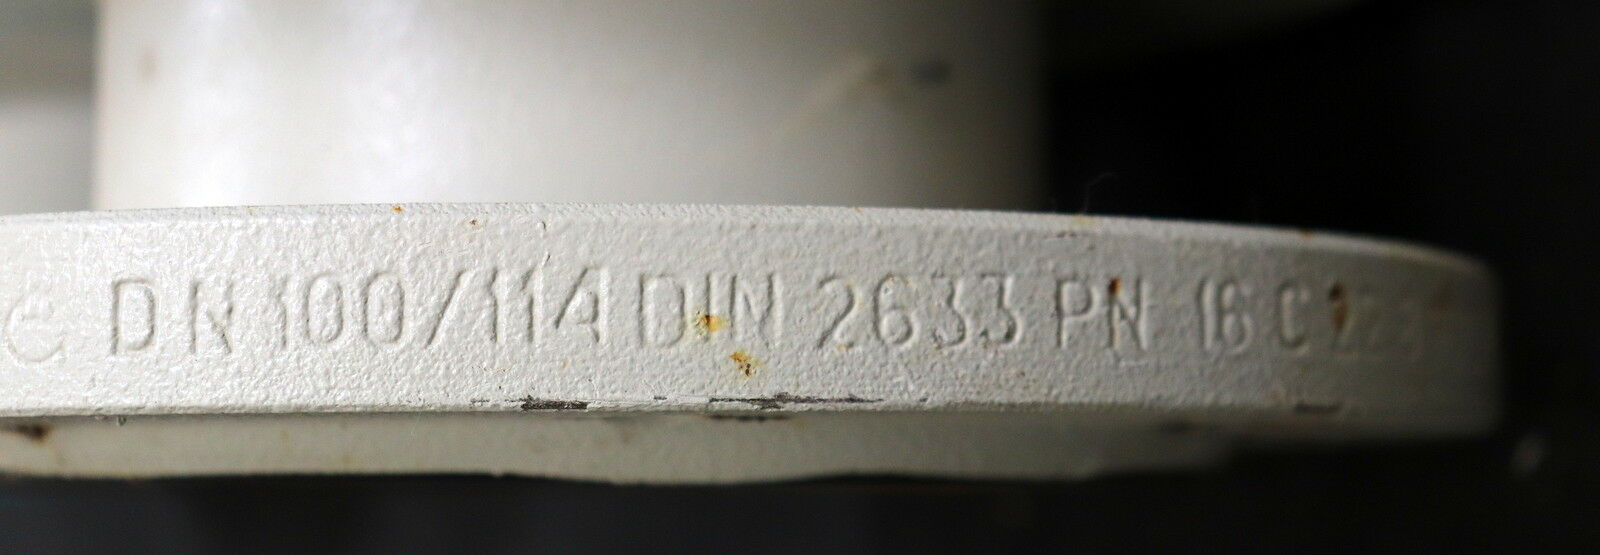 DN 100/114 DIN 2633 PN 16 C